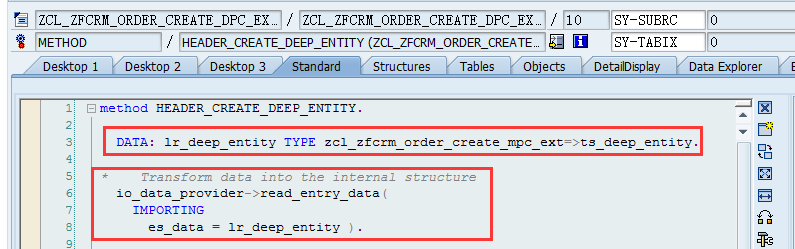 ZCL_ZFCRM_ORDER_CREATE_DPC_EX... / ZCL_ZFCRM_ORDER_CREATE_DPC_EX... / 10 SY-SUBRC 0
METHOD / HEADER_CREATE_DEEP_ENTITY (ZCL_ZFCRM_ORDER_CREATE... SY-TABIX 0
Desktop 1 Desktop 2 Desktop 3 Standard Structures Tables Objects DetailDisplay Data Explorer
1 method HEADER_CREATE_DEEP_ENTITY.
2
3 DATA: lr_deep_entity TYPE zcl_zfcrm_order_create_mpc_ext=>ts_deep_entity.
4
5 * Transform data into the internal structure
6 io_data_provider->read_entry_data(
7 IMPORTING
8 es_data = lr_deep_entity ).
9